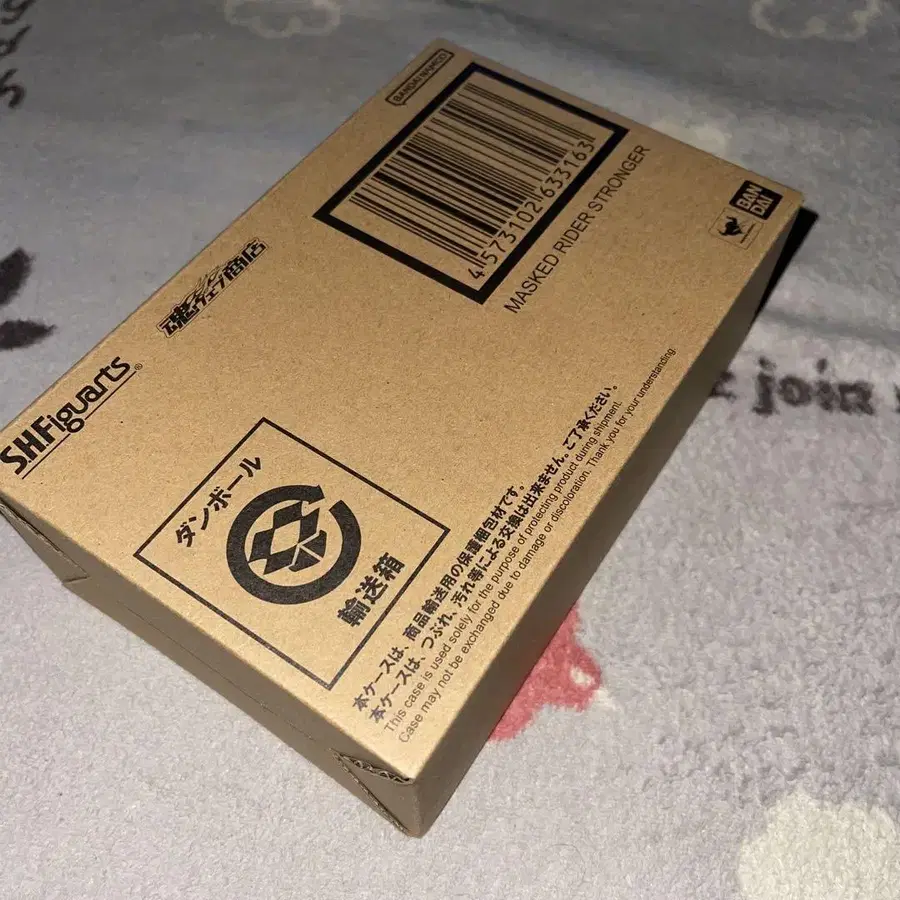 BANDAI NAMCO
4 573102 633163
MASKED RIDER STRONGER
BAN
DAI
魂ウェブ商店
S.H.Figuarts®
ダンボール
輸送箱
本ケースは、商品輸送用の保護梱包材です。
本ケースは、つぶれ、汚れ等による交換は出来ません。ご了承ください。
This case is used solely for the purpose of protecting product during shipment.
Case may not be exchanged due to damage or discoloration. Thank you for your understanding.
join